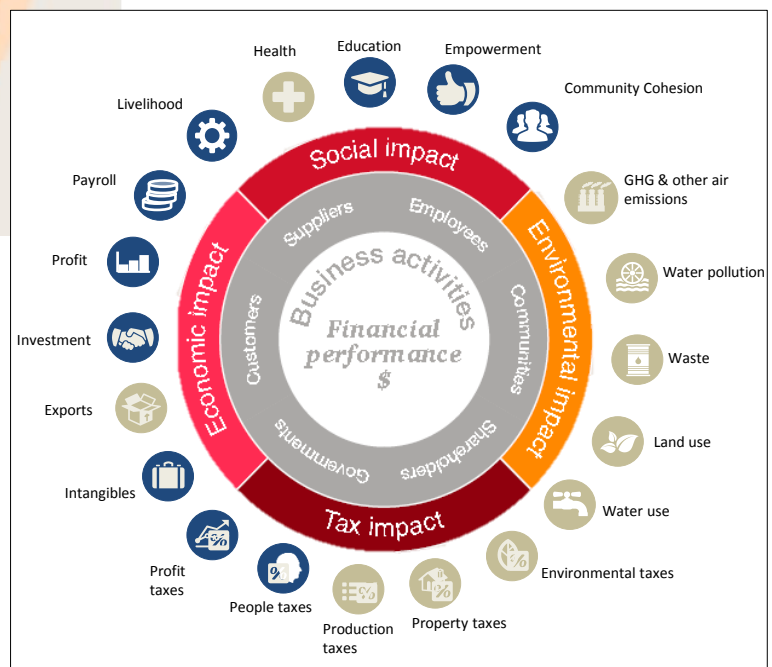 Education
Health
Empowerment
Community Cohesion
Livelihood
Social impact
Payroll
GHG & other air
emissions
Suppliers
Employees
Profit
Business activities
Water pollution
Economic impact
Environmental impact
Customers
Communities
Financial
performance
$
Investment
Waste
Exports
Land use
Governments
Shareholders
Intangibles
Water use
Tax impact
Profit
taxes
%
People taxes
%
Production
taxes
%
Property taxes
%
Environmental taxes
%